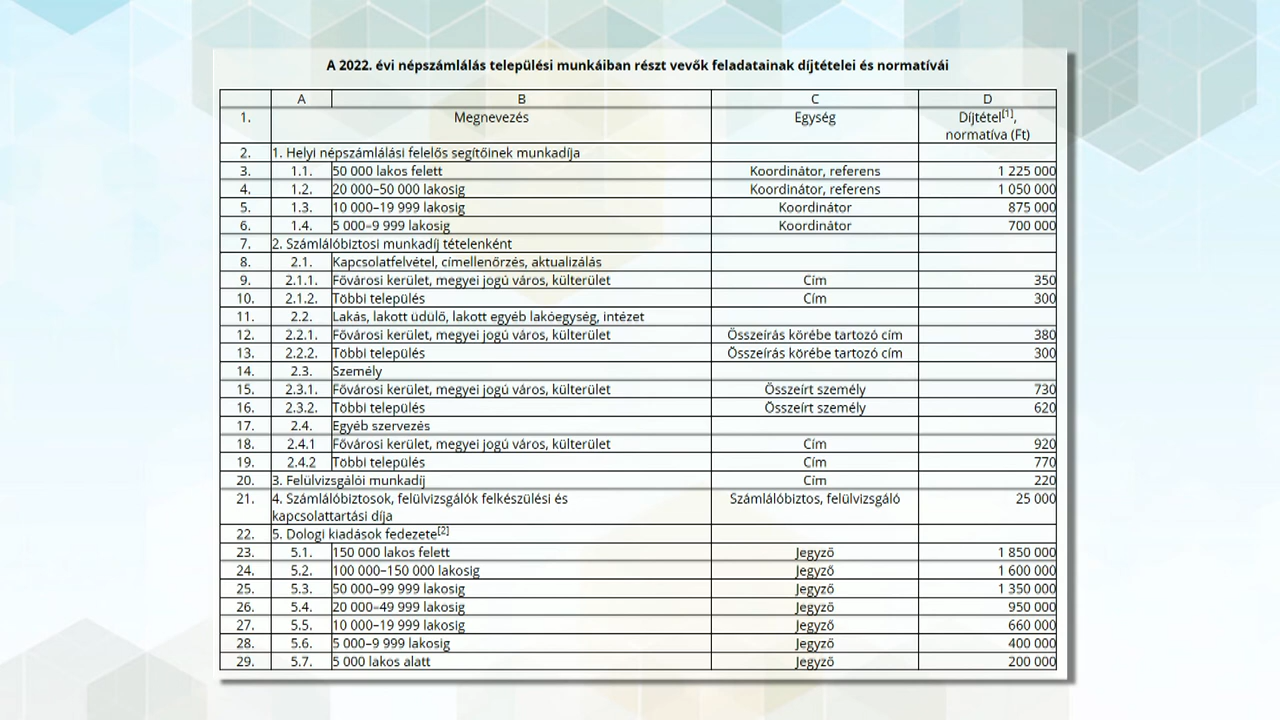 A 2022. évi népszámlálás települési munkáiban részt vevők feladatainak díjtételei és normatívái
A B C D
1. Megnevezés Egység Díjtétel[1],
normatíva (Ft)
2. 1. Helyi népszámlálási felelős segítőinek munkadíja
3. 1.1. 50 000 lakos felett Koordinátor, referens 1 225 000
4. 1.2. 20 000–50 000 lakosig Koordinátor, referens 1 050 000
5. 1.3. 10 000–19 999 lakosig Koordinátor 875 000
6. 1.4. 5 000–9 999 lakosig Koordinátor 700 000
7. 2. Számlálóbiztosi munkadíj tételenként
8. 2.1. Kapcsolatfelvétel, címellenőrzés, aktualizálás
9. 2.1.1. Fővárosi kerület, megyei jogú város, külterület Cím 350
10. 2.1.2. Többi település Cím 300
11. 2.2. Lakás, lakott üdülő, lakott egyéb lakóegység, intézet
12. 2.2.1. Fővárosi kerület, megyei jogú város, külterület Összeírás körébe tartozó cím 380
13. 2.2.2. Többi település Összeírás körébe tartozó cím 300
14. 2.3. Személy
15. 2.3.1. Fővárosi kerület, megyei jogú város, külterület Összeírt személy 730
16. 2.3.2. Többi település Összeírt személy 620
17. 2.4. Egyéb szervezés
18. 2.4.1 Fővárosi kerület, megyei jogú város, külterület Cím 920
19. 2.4.2 Többi település Cím 770
20. 3. Felülvizsgálói munkadíj Cím 220
21. 4. Számlálóbiztosok, felülvizsgálók felkészülési és Számlálóbiztos, felülvizsgáló 25 000
kapcsolattartási díja
22. 5. Dologi kiadások fedezete[2]
23. 5.1. 150 000 lakos felett Jegyző 1 850 000
24. 5.2. 100 000–150 000 lakosig Jegyző 1 600 000
25. 5.3. 50 000–99 999 lakosig Jegyző 1 350 000
26. 5.4. 20 000–49 999 lakosig Jegyző 950 000
27. 5.5. 10 000–19 999 lakosig Jegyző 660 000
28. 5.6. 5 000–9 999 lakosig Jegyző 400 000
29. 5.7. 5 000 lakos alatt Jegyző 200 000